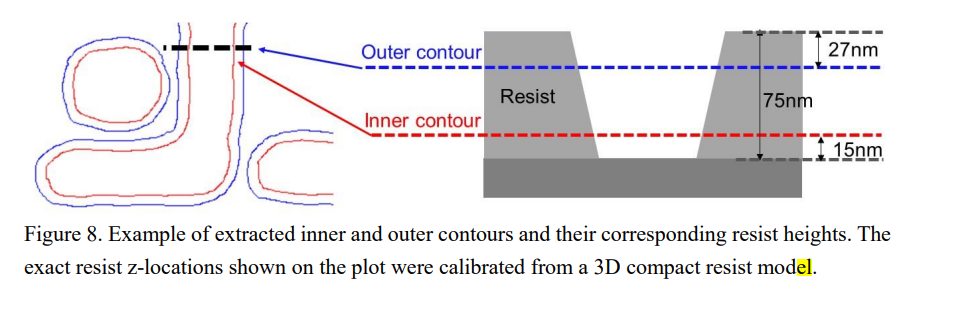 Outer contour
27nm
Resist
75nm
Inner contour
15nm
Figure 8. Example of extracted inner and outer contours and their corresponding resist heights. The
exact resist z-locations shown on the plot were calibrated from a 3D compact resist model.